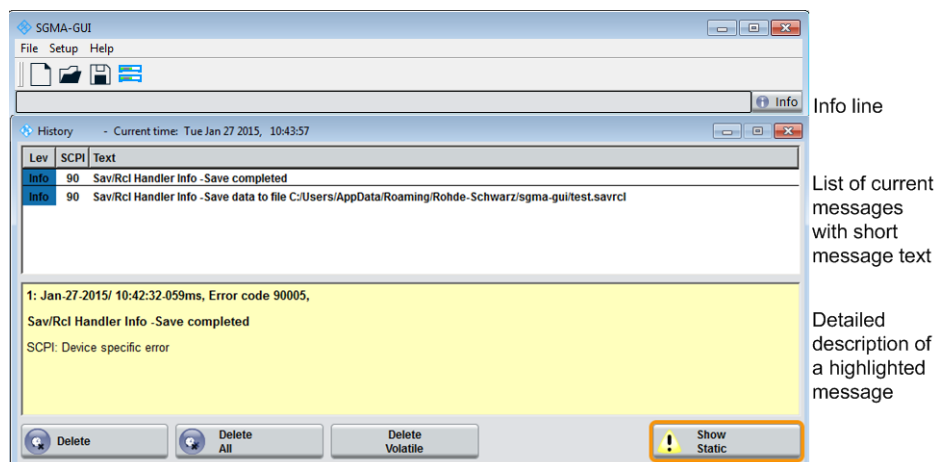 SGMA-GUI
File Setup Help
Info
Info line
History - Current time: Tue Jan 27 2015, 10:43:57
Lev SCPI Text
Info 90 Sav/Rcl Handler Info -Save completed
Info 90 Sav/Rcl Handler Info -Save data to file C:/Users/AppData/Roaming/Rohde-Schwarz/sgma-gui/test.savrcl
List of current
messages
with short
message text
1: Jan-27-2015/ 10:42:32-059ms, Error code 90005,
Sav/Rcl Handler Info -Save completed
SCPI: Device specific error
Detailed
description of
a highlighted
message
Delete
Delete
All
Delete
Volatile
Show
Static